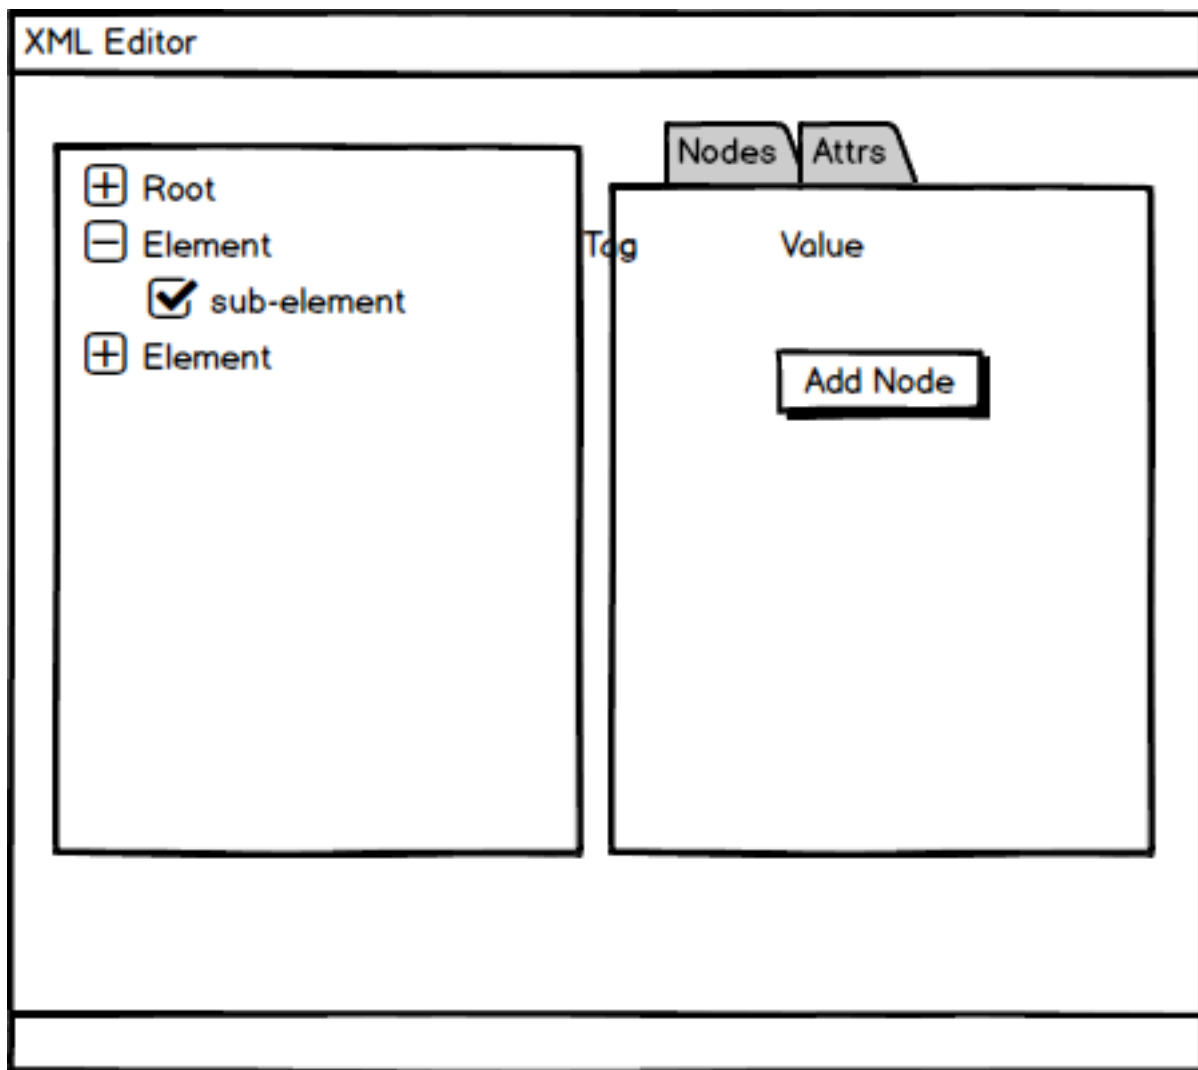 XML Editor
Nodes Attrs
Root
Element
sub-element
Element
Tag Value
Add Node